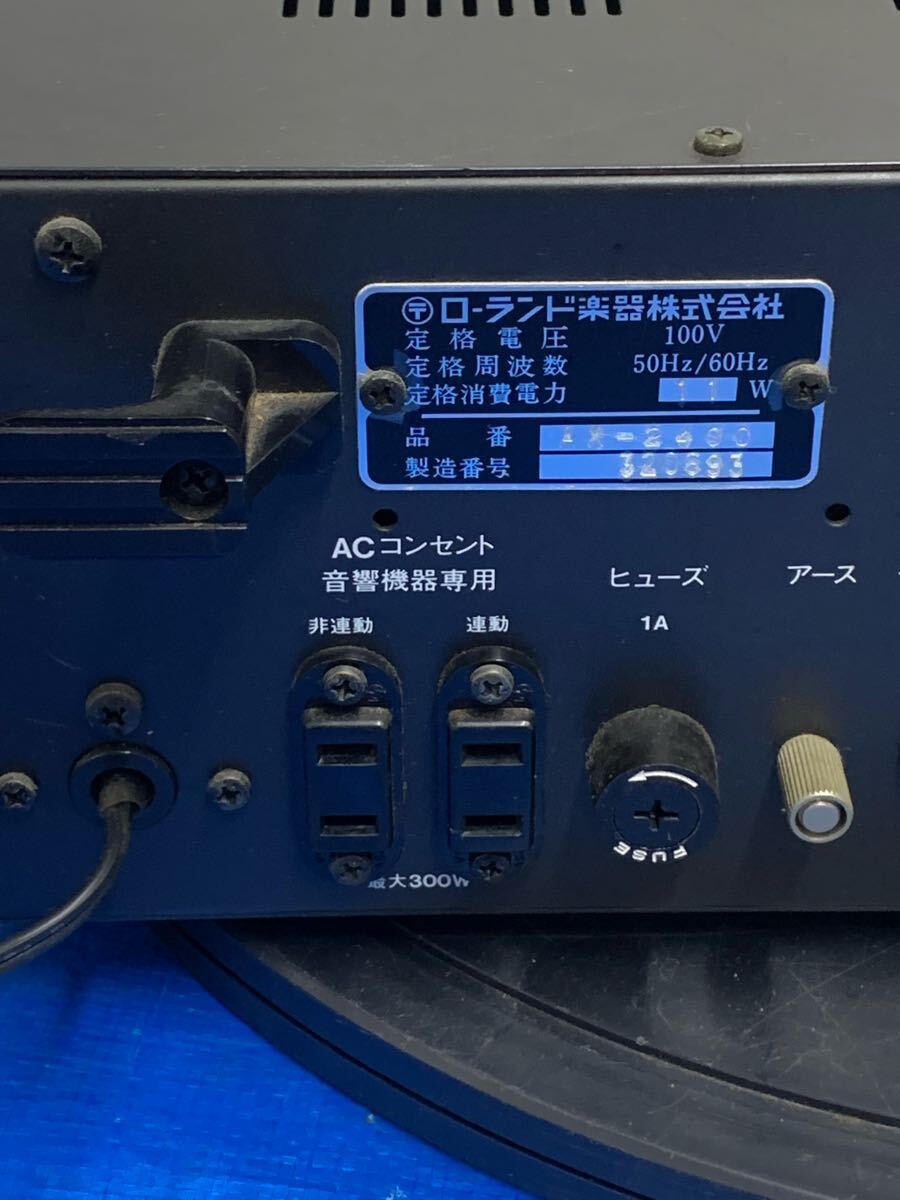 〒 ローランド楽器株式会社
定格電圧 100V
定格周波数 50Hz/60Hz
定格消費電力 11 W
品番 -2400
製造番号 320693
ACコンセント
音響機器専用
ヒューズ
アース
非連動
連動
1A
FUSE
最大300W